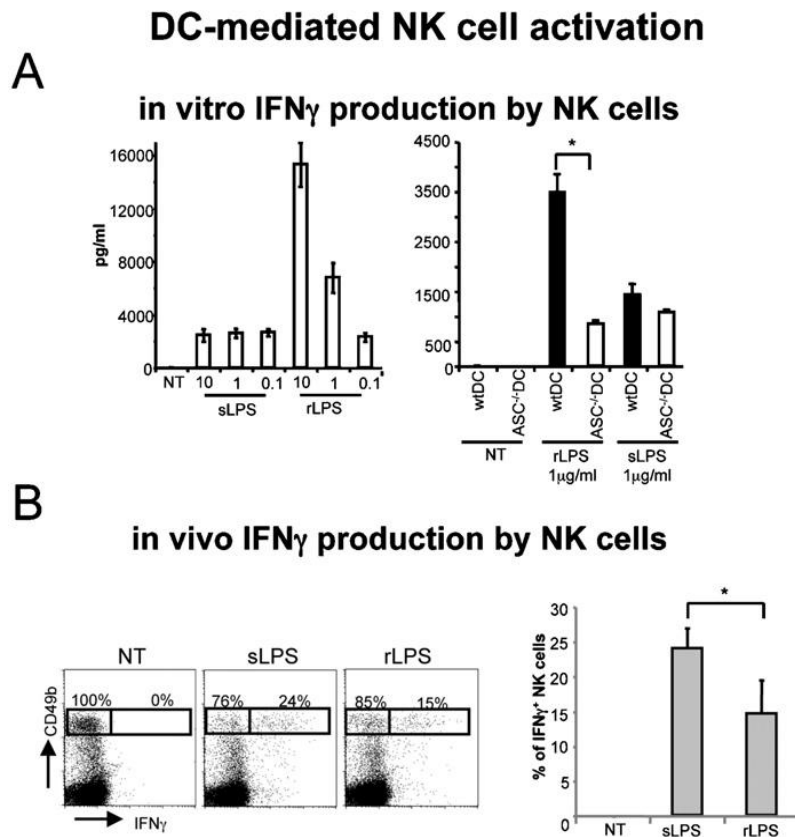 DC-mediated NK cell activation
A
in vitro IFNγ production by NK cells
pg/ml
16000
12000
8000
4000
0
NT
10
1
0.1
10
1
0.1
sLPS
rLPS
4500
3500
2500
1500
500
0
*
wtDC
ASC-/-DC
wtDC
ASC-/-DC
wtDC
ASC-/-DC
NT
rLPS
1μg/ml
sLPS
1μg/ml
B
in vivo IFNγ production by NK cells
NT
sLPS
rLPS
100%
0%
76%
24%
85%
15%
CD49b
IFNγ
% of IFNγ+ NK cells
30
25
20
15
10
5
0
*
NT
sLPS
rLPS